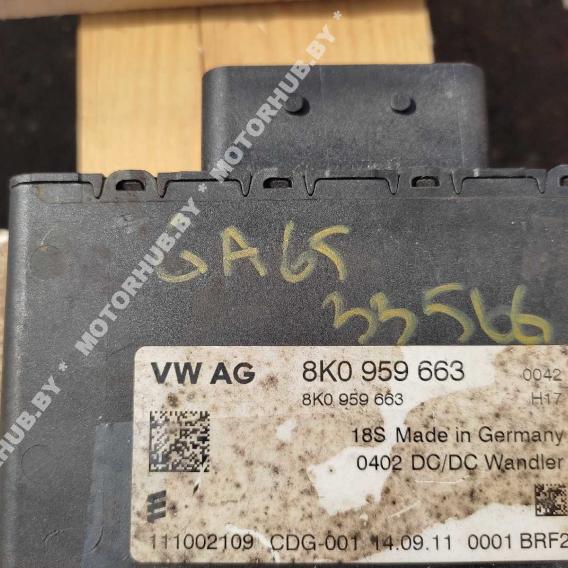 MOTORHUB.BY * MOTORHUB.BY * MOTORHUB.BY
33566
VW AG 8K0 959 663 0042
8K0 959 663 H17
18S Made in Germany
0402 DC/DC Wandler
111002109 CDG-001 14.09.11 0001 BRF2